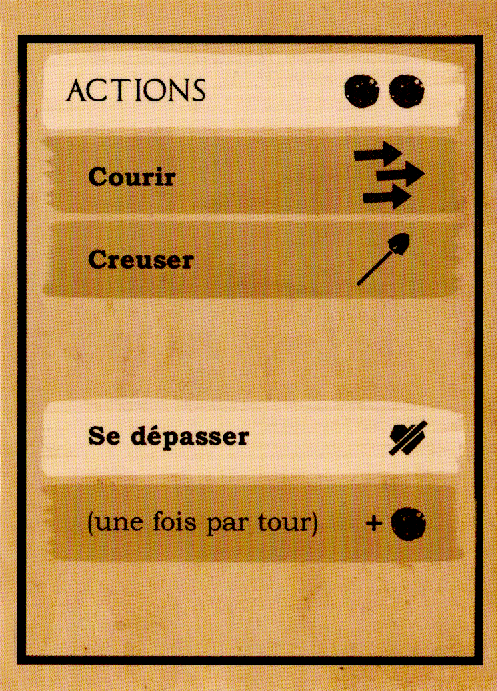 ACTIONS
Courir
Creuser
Se dépasser
(une fois par tour) +